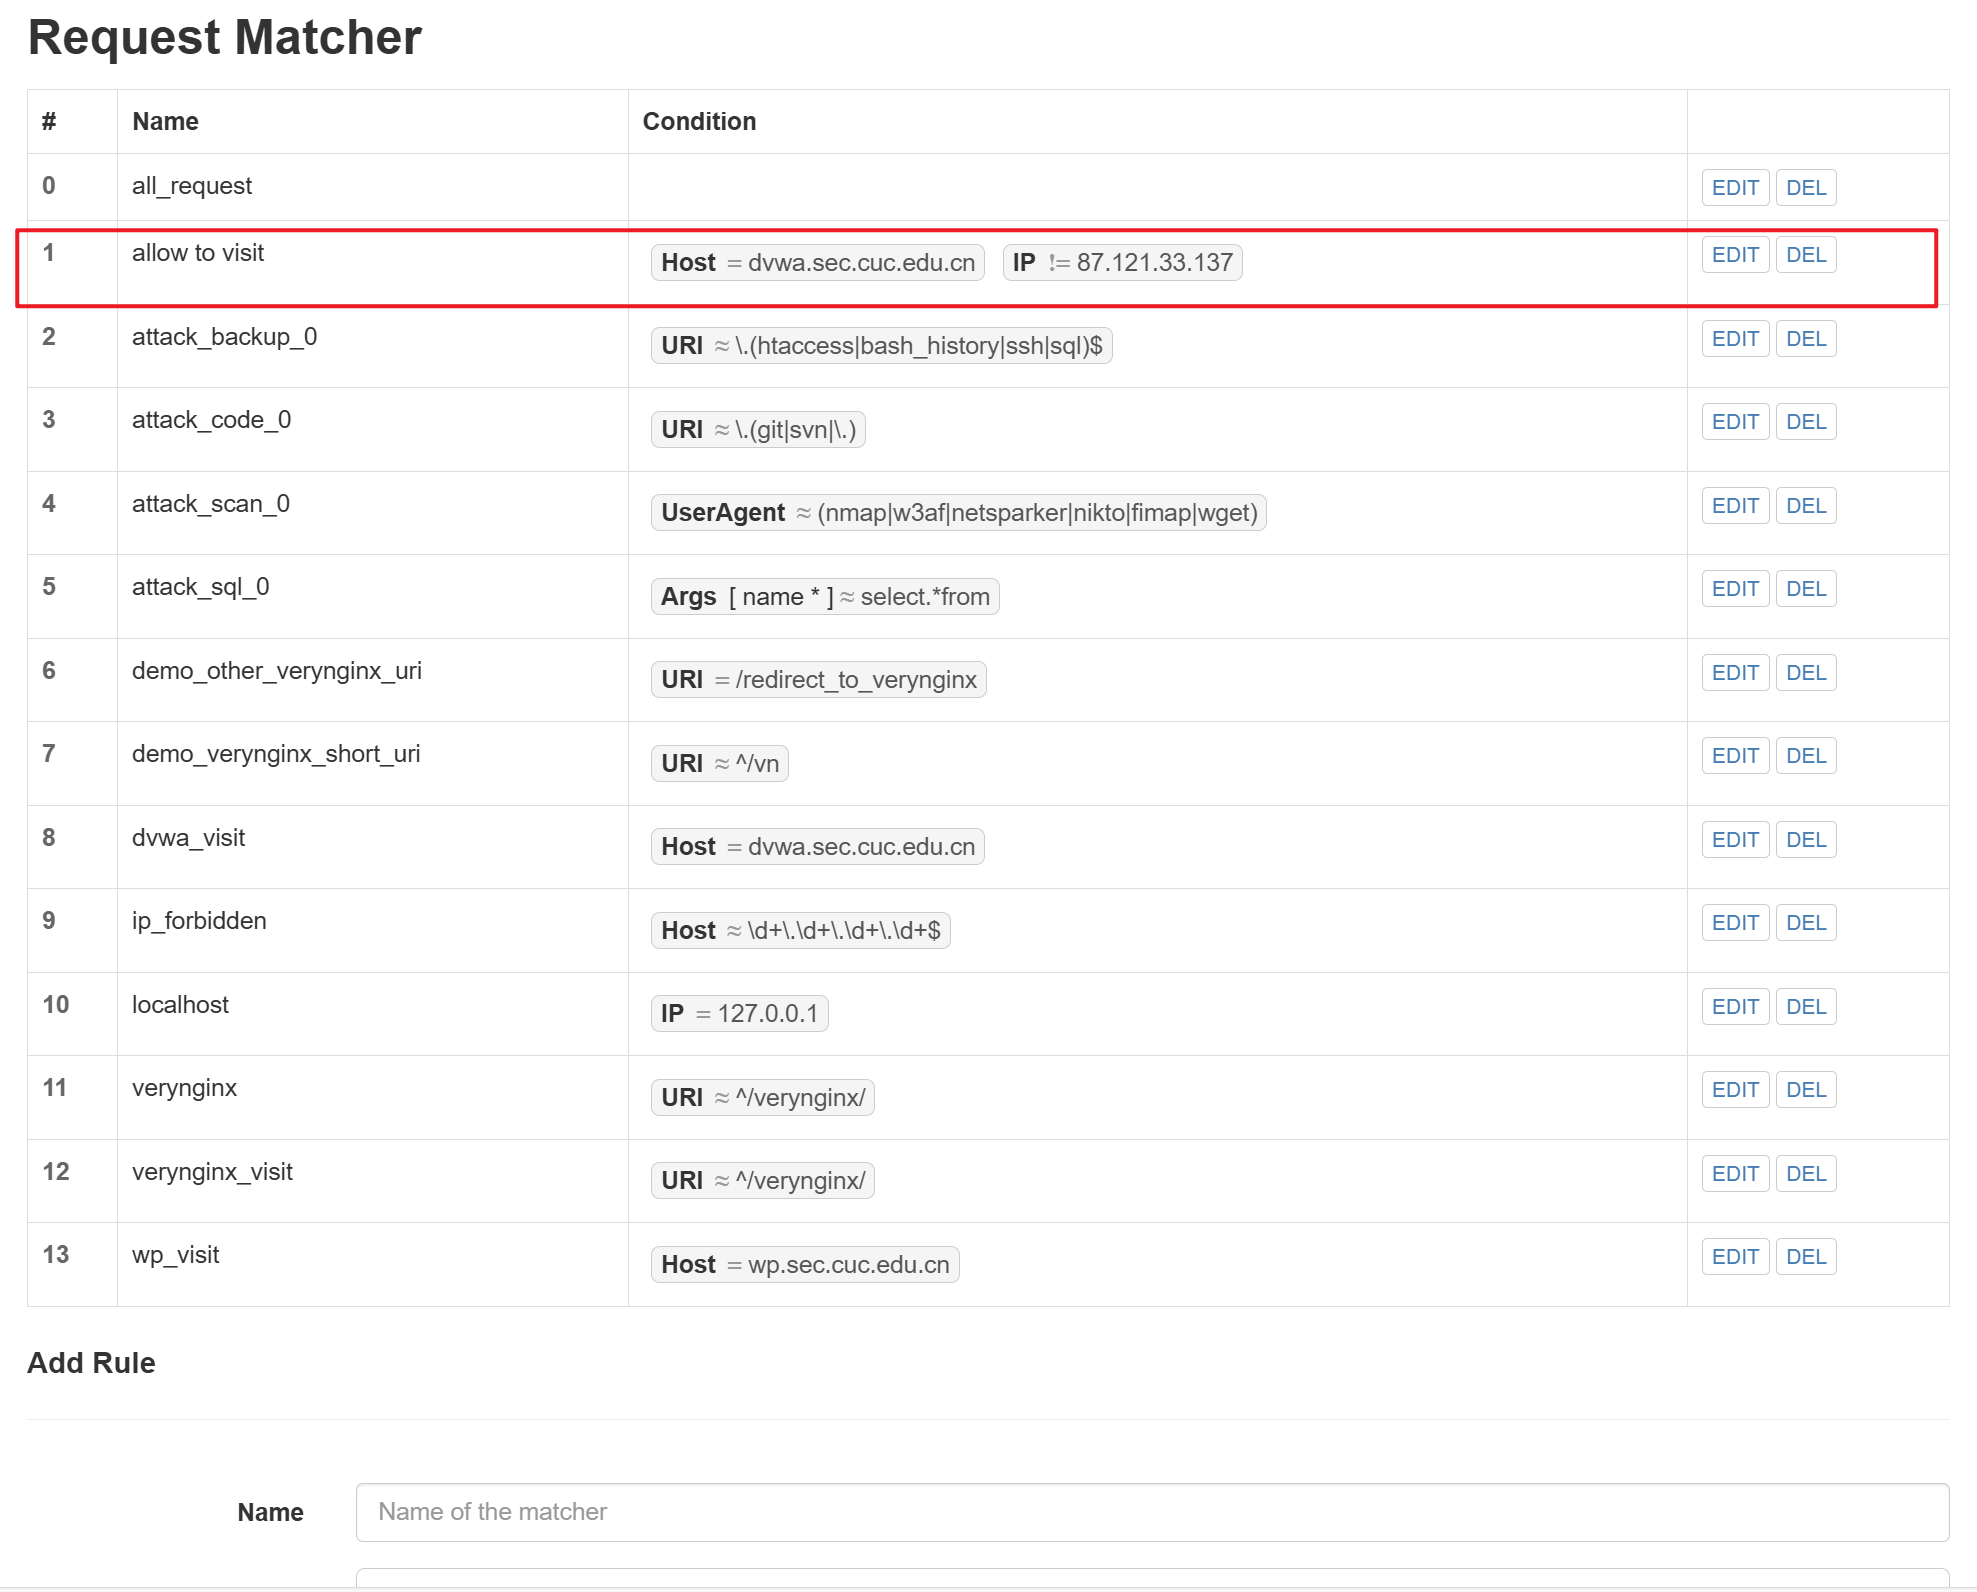 Request Matcher
# Name Condition
0 all_request EDIT DEL
1 allow to visit Host = dvwa.sec.cuc.edu.cn IP != 87.121.33.137 EDIT DEL
2 attack_backup_0 URI ≈ \.(htaccess|bash_history|ssh|sql)$ EDIT DEL
3 attack_code_0 URI ≈ \.(git|svn|\.) EDIT DEL
4 attack_scan_0 UserAgent ≈ (nmap|w3af|netsparker|nikto|fimap|wget) EDIT DEL
5 attack_sql_0 Args [ name * ] ≈ select.*from EDIT DEL
6 demo_other_verynginx_uri URI = /redirect_to_verynginx EDIT DEL
7 demo_verynginx_short_uri URI ≈ ^/vn EDIT DEL
8 dvwa_visit Host = dvwa.sec.cuc.edu.cn EDIT DEL
9 ip_forbidden Host ≈ \d+\.\d+\.\d+\.\d+$ EDIT DEL
10 localhost IP = 127.0.0.1 EDIT DEL
11 verynginx URI ≈ ^/verynginx/ EDIT DEL
12 verynginx_visit URI ≈ ^/verynginx/ EDIT DEL
13 wp_visit Host = wp.sec.cuc.edu.cn EDIT DEL
Add Rule
Name Name of the matcher